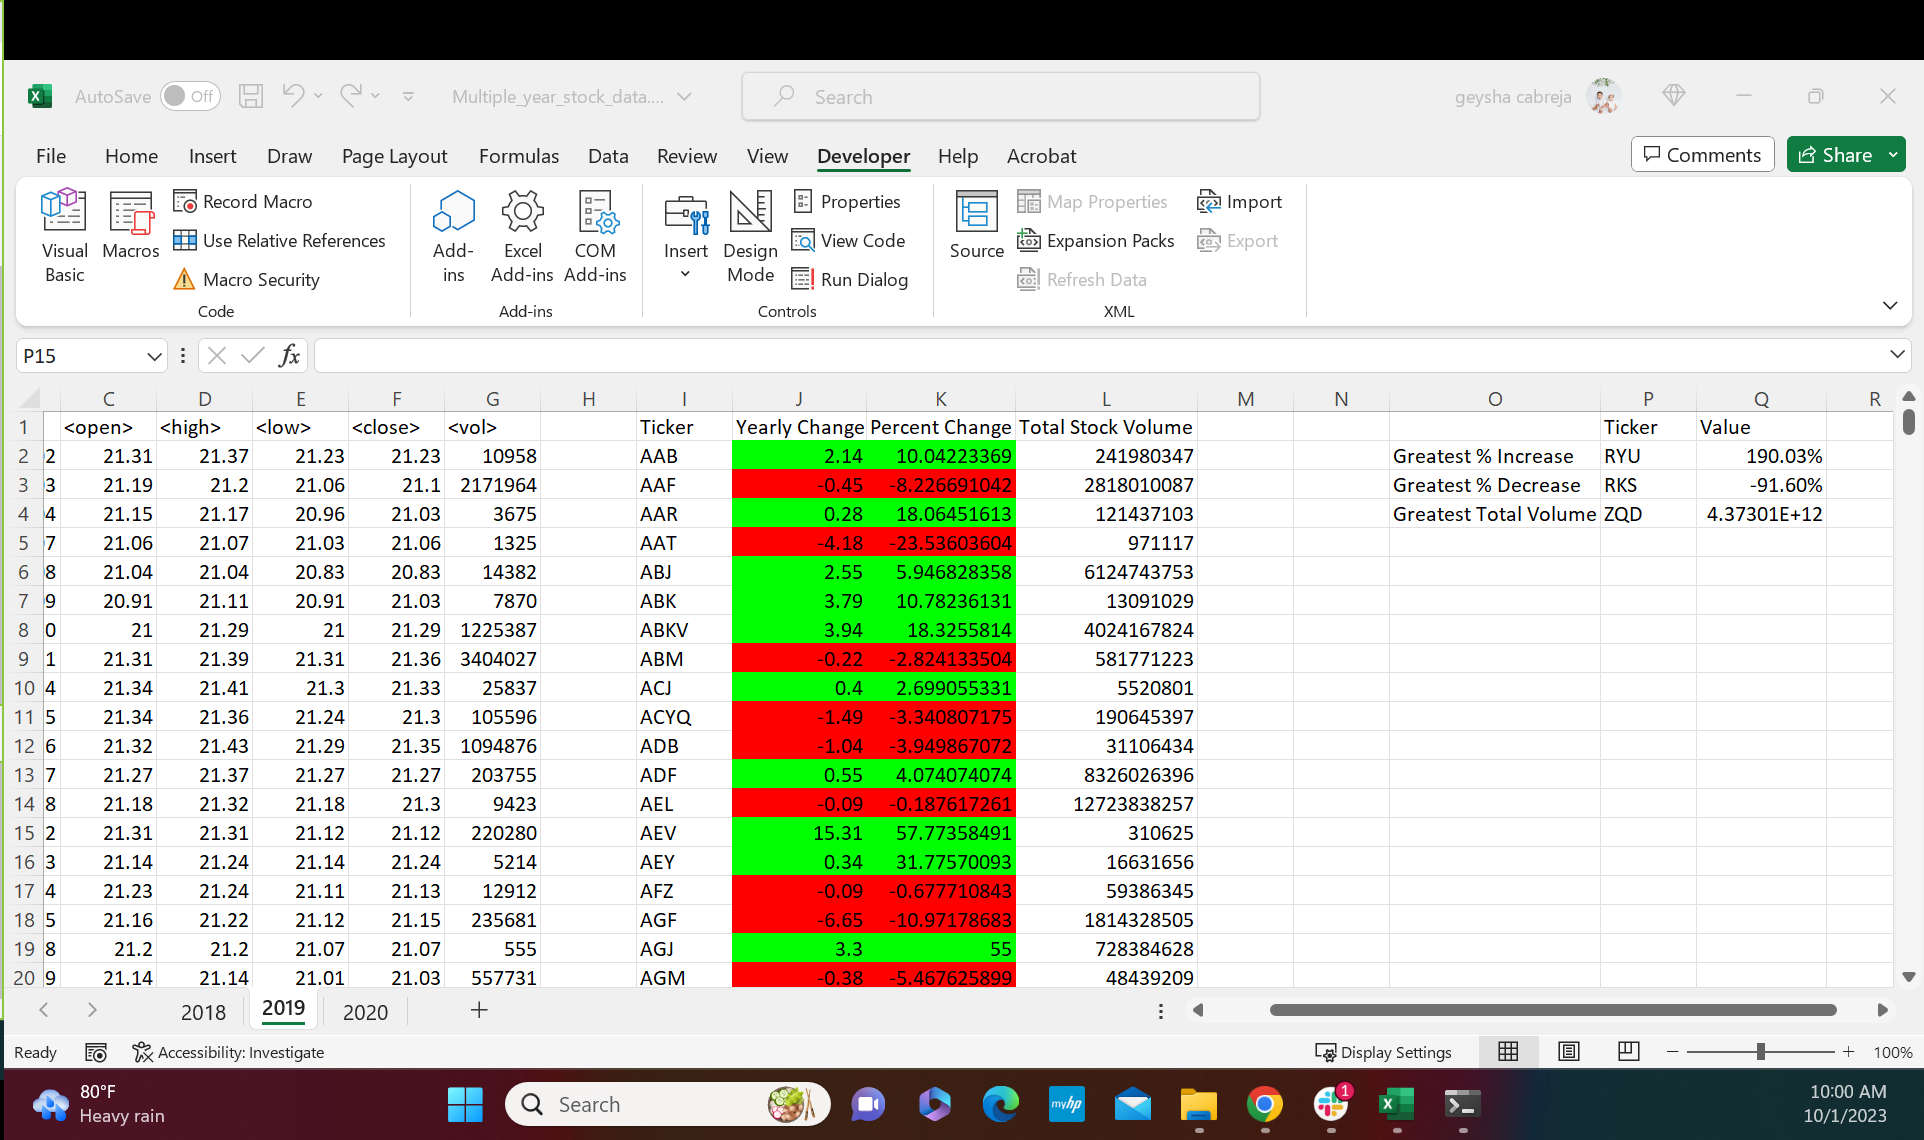 AutoSave Off Multiple_year_stock_data.... Search geysha cabreja
File Home Insert Draw Page Layout Formulas Data Review View Developer Help Acrobat Comments Share
Visual Basic
Macros
Record Macro
Use Relative References
Macro Security
Code
Add-ins
Excel Add-ins
COM Add-ins
Add-ins
Insert
Design Mode
Properties
View Code
Run Dialog
Controls
Source
Map Properties
Expansion Packs
Refresh Data
Import
Export
XML
P15 fx
C D E F G H I J K L M N O P Q R
1 <open> <high> <low> <close> <vol> Ticker Yearly Change Percent Change Total Stock Volume Ticker Value
2 2 21.31 21.37 21.23 21.23 10958 AAB 2.14 10.04223369 241980347 Greatest % Increase RYU 190.03%
3 3 21.19 21.2 21.06 21.1 2171964 AAF -0.45 -8.226691042 2818010087 Greatest % Decrease RKS -91.60%
4 4 21.15 21.17 20.96 21.03 3675 AAR 0.28 18.06451613 121437103 Greatest Total Volume ZQD 4.37301E+12
5 7 21.06 21.07 21.03 21.06 1325 AAT -4.18 -23.53603604 971117
6 8 21.04 21.04 20.83 20.83 14382 ABJ 2.55 5.946828358 6124743753
7 9 20.91 21.11 20.91 21.03 7870 ABK 3.79 10.78236131 13091029
8 0 21 21.29 21 21.29 1225387 ABKV 3.94 18.3255814 4024167824
9 1 21.31 21.39 21.31 21.36 3404027 ABM -0.22 -2.824133504 581771223
10 4 21.34 21.41 21.3 21.33 25837 ACJ 0.4 2.699055331 5520801
11 5 21.34 21.36 21.24 21.3 105596 ACYQ -1.49 -3.340807175 190645397
12 6 21.32 21.43 21.29 21.35 1094876 ADB -1.04 -3.949867072 31106434
13 7 21.27 21.37 21.27 21.27 203755 ADF 0.55 4.074074074 8326026396
14 8 21.18 21.32 21.18 21.3 9423 AEL -0.09 -0.187617261 12723838257
15 2 21.31 21.31 21.12 21.12 220280 AEV 15.31 57.77358491 310625
16 3 21.14 21.24 21.14 21.24 5214 AEY 0.34 31.77570093 16631656
17 4 21.23 21.24 21.11 21.13 12912 AFZ -0.09 -0.677710843 59386345
18 5 21.16 21.22 21.12 21.15 235681 AGF -6.65 -10.97178683 1814328505
19 8 21.2 21.2 21.07 21.07 555 AGJ 3.3 55 728384628
20 9 21.14 21.14 21.01 21.03 557731 AGM -0.38 -5.467625899 48439209
2018 2019 2020
Ready Accessibility: Investigate Display Settings 100%
80°F
Heavy rain
Search
myhp
1
10:00 AM
10/1/2023